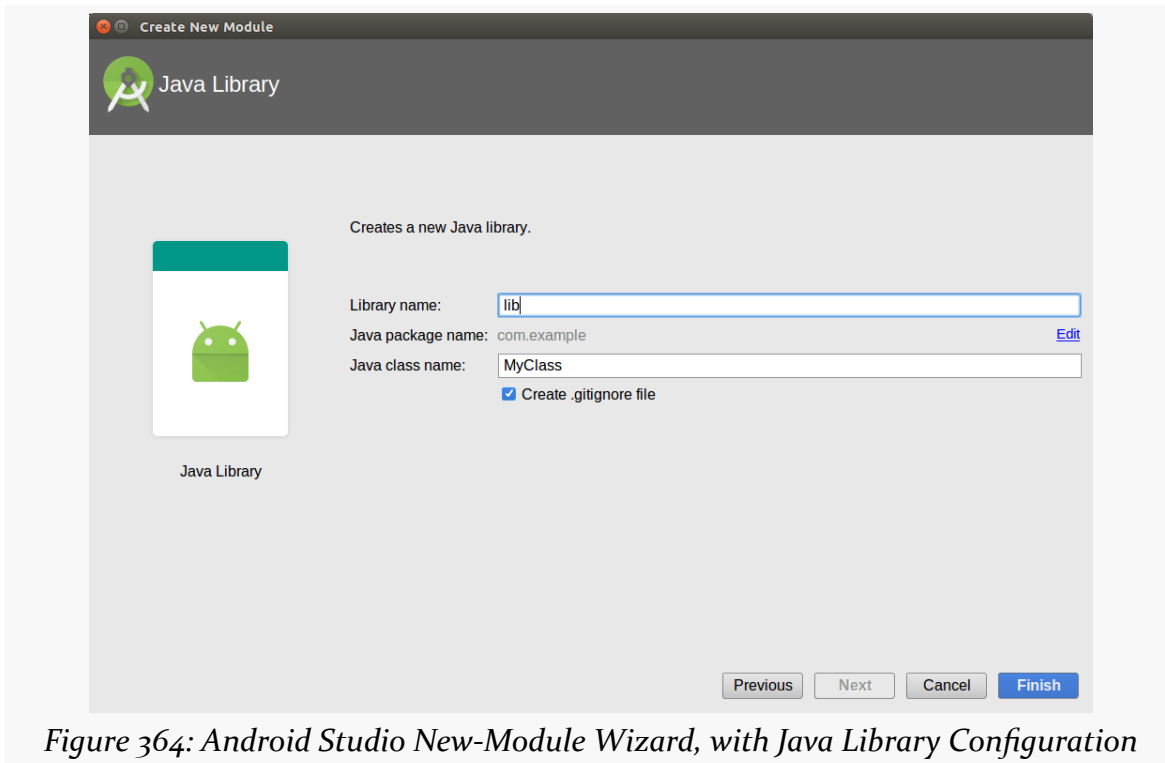 Create New Module
Java Library
Creates a new Java library.
Library name: lib
Java package name: com.example Edit
Java class name: MyClass
Create .gitignore file
Java Library
Previous Next Cancel Finish
Figure 364: Android Studio New-Module Wizard, with Java Library Configuration